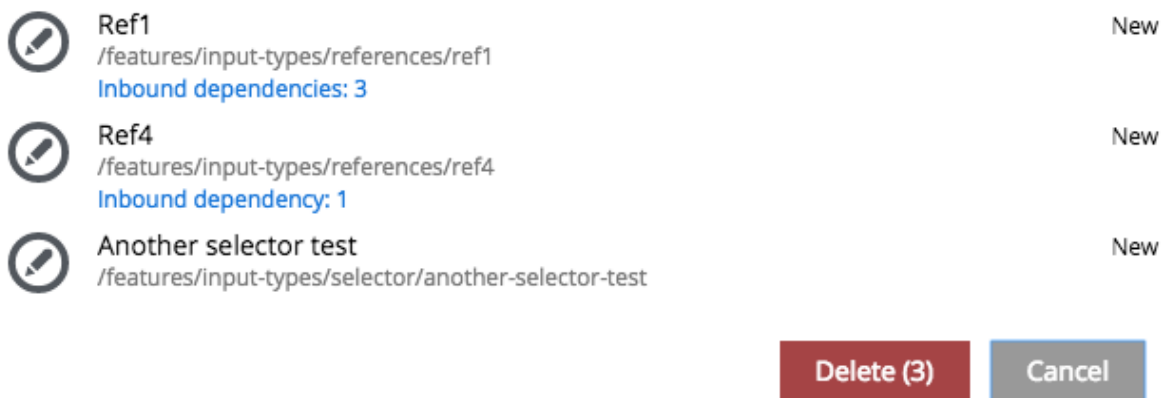 Ref1 New
/features/input-types/references/ref1
Inbound dependencies: 3
Ref4 New
/features/input-types/references/ref4
Inbound dependency: 1
Another selector test New
/features/input-types/selector/another-selector-test
Delete (3) Cancel